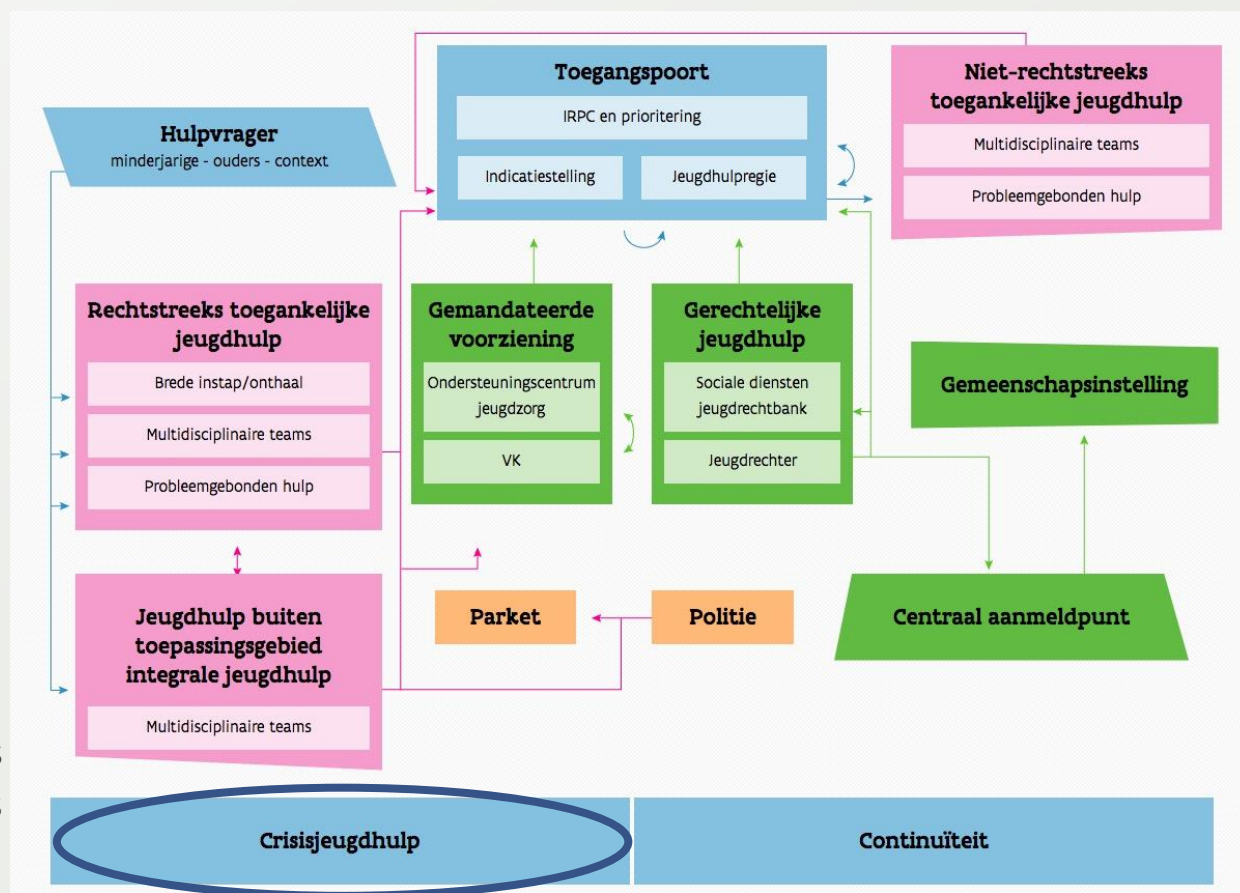 Toegangspoort
IRPC en prioritering
Indicatiestelling
Jeugdhulpregie
Niet-rechtstreeks
toegankelijke jeugdhulp
Multidisciplinaire teams
Probleemgebonden hulp
Hulpvrager
minderjarige - ouders - context
Rechtstreeks toegankelijke
jeugdhulp
Brede instap/onthaal
Multidisciplinaire teams
Probleemgebonden hulp
Gemandateerde
voorziening
Ondersteuningscentrum
jeugdzorg
VK
Gerechtelijke
jeugdhulp
Sociale diensten
jeugdrechtbank
Jeugdrechter
Gemeenschapsinstelling
Jeugdhulp buiten
toepassingsgebied
integrale jeugdhulp
Multidisciplinaire teams
Parket
Politie
Centraal aanmeldpunt
Crisisjeugdhulp
Continuïteit